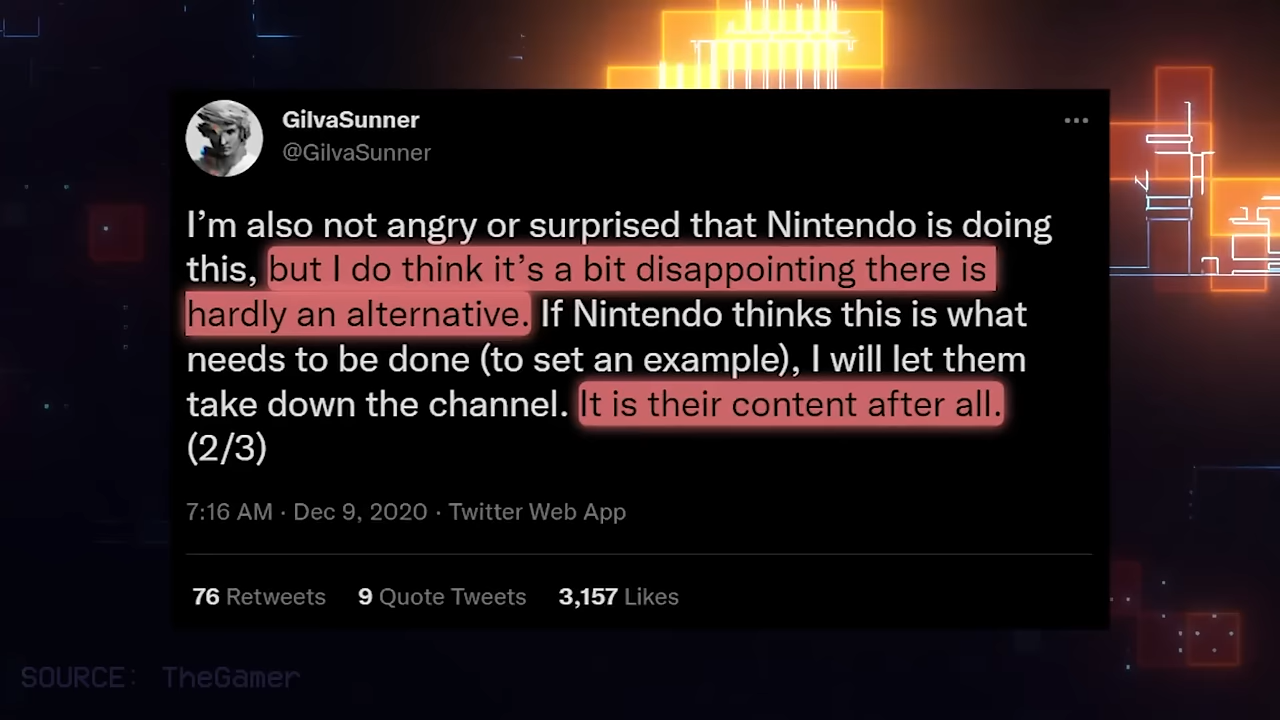 GilvaSunner
@GilvaSunner
I’m also not angry or surprised that Nintendo is doing
this, but I do think it’s a bit disappointing there is
hardly an alternative. If Nintendo thinks this is what
needs to be done (to set an example), I will let them
take down the channel. It is their content after all.
(2/3)
7:16 AM · Dec 9, 2020 · Twitter Web App
76 Retweets 9 Quote Tweets 3,157 Likes
SOURCE: TheGamer